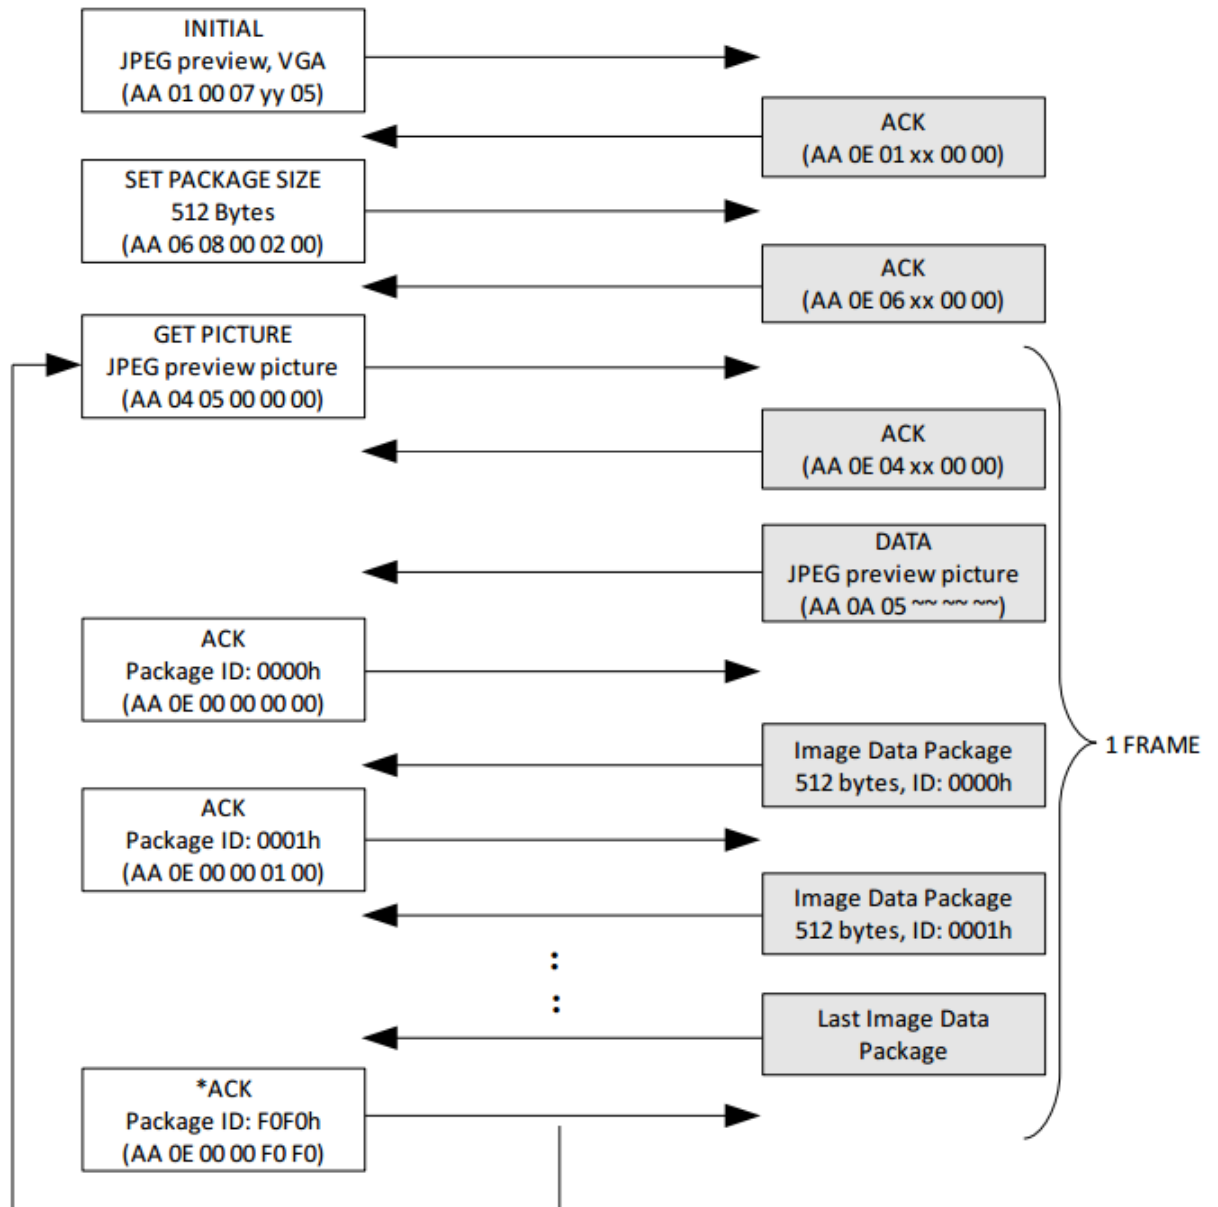 INITIAL
JPEG preview, VGA
(AA 01 00 07 yy 05)
ACK
(AA 0E 01 xx 00 00)
SET PACKAGE SIZE
512 Bytes
(AA 06 08 00 02 00)
ACK
(AA 0E 06 xx 00 00)
GET PICTURE
JPEG preview picture
(AA 04 05 00 00 00)
ACK
(AA 0E 04 xx 00 00)
DATA
JPEG preview picture
(AA 0A 05 ~~ ~~ ~~)
ACK
Package ID: 0000h
(AA 0E 00 00 00 00)
1 FRAME
Image Data Package
512 bytes, ID: 0000h
ACK
Package ID: 0001h
(AA 0E 00 00 01 00)
Image Data Package
512 bytes, ID: 0001h
:
:
Last Image Data
Package
*ACK
Package ID: F0F0h
(AA 0E 00 00 F0 F0)